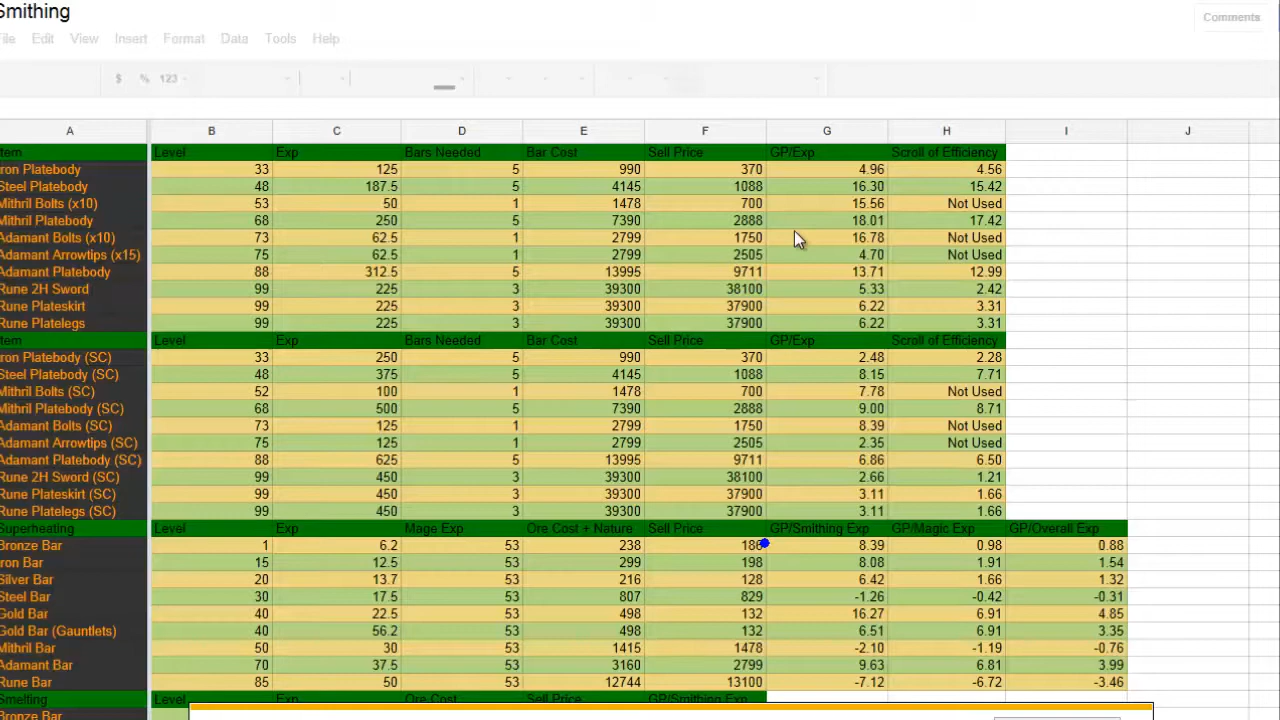 Smithing
Comments
File Edit View Insert Format Data Tools Help
$ % 123
A B C D E F G H I J
Item Level Exp Bars Needed Bar Cost Sell Price GP/Exp Scroll of Efficiency
Iron Platebody 33 125 5 990 370 4.96 4.56
Steel Platebody 48 187.5 5 4145 1088 16.30 15.42
Mithril Bolts (x10) 53 50 1 1478 700 15.56 Not Used
Mithril Platebody 68 250 5 7390 2888 18.01 17.42
Adamant Bolts (x10) 73 62.5 1 2799 1750 16.78 Not Used
Adamant Arrowtips (x15) 75 62.5 1 2799 2505 4.70 Not Used
Adamant Platebody 88 312.5 5 13995 9711 13.71 12.99
Rune 2H Sword 99 225 3 39300 38100 5.33 2.42
Rune Plateskirt 99 225 3 39300 37900 6.22 3.31
Rune Platelegs 99 225 3 39300 37900 6.22 3.31
Item Level Exp Bars Needed Bar Cost Sell Price GP/Exp Scroll of Efficiency
Iron Platebody (SC) 33 250 5 990 370 2.48 2.28
Steel Platebody (SC) 48 375 5 4145 1088 8.15 7.71
Mithril Bolts (SC) 52 100 1 1478 700 7.78 Not Used
Mithril Platebody (SC) 68 500 5 7390 2888 9.00 8.71
Adamant Bolts (SC) 73 125 1 2799 1750 8.39 Not Used
Adamant Arrowtips (SC) 75 125 1 2799 2505 2.35 Not Used
Adamant Platebody (SC) 88 625 5 13995 9711 6.86 6.50
Rune 2H Sword (SC) 99 450 3 39300 38100 2.66 1.21
Rune Plateskirt (SC) 99 450 3 39300 37900 3.11 1.66
Rune Platelegs (SC) 99 450 3 39300 37900 3.11 1.66
Superheating Level Exp Mage Exp Ore Cost + Nature Sell Price GP/Smithing Exp GP/Magic Exp GP/Overall Exp
Bronze Bar 1 6.2 53 238 186 8.39 0.98 0.88
Iron Bar 15 12.5 53 299 198 8.08 1.91 1.54
Silver Bar 20 13.7 53 216 128 6.42 1.66 1.32
Steel Bar 30 17.5 53 807 829 -1.26 -0.42 -0.31
Gold Bar 40 22.5 53 498 132 16.27 6.91 4.85
Gold Bar (Gauntlets) 40 56.2 53 498 132 6.51 6.91 3.35
Mithril Bar 50 30 53 1415 1478 -2.10 -1.19 -0.76
Adamant Bar 70 37.5 53 3160 2799 9.63 6.81 3.99
Rune Bar 85 50 53 12744 13100 -7.12 -6.72 -3.46
Smelting Level Exp Ore Cost Sell Price GP/Smithing Exp
Bronze Bar